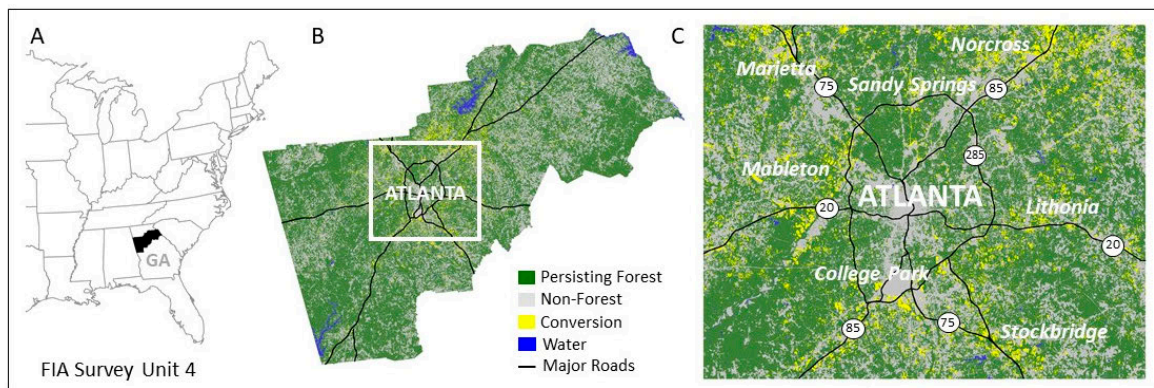 A
GA
FIA Survey Unit 4
B
ATLANTA
Persisting Forest
Non-Forest
Conversion
Water
Major Roads
C
Norcross
Marietta
75
Sandy Springs
85
285
Mableton
ATLANTA
20
Lithonia
20
College Park
85
75
Stockbridge